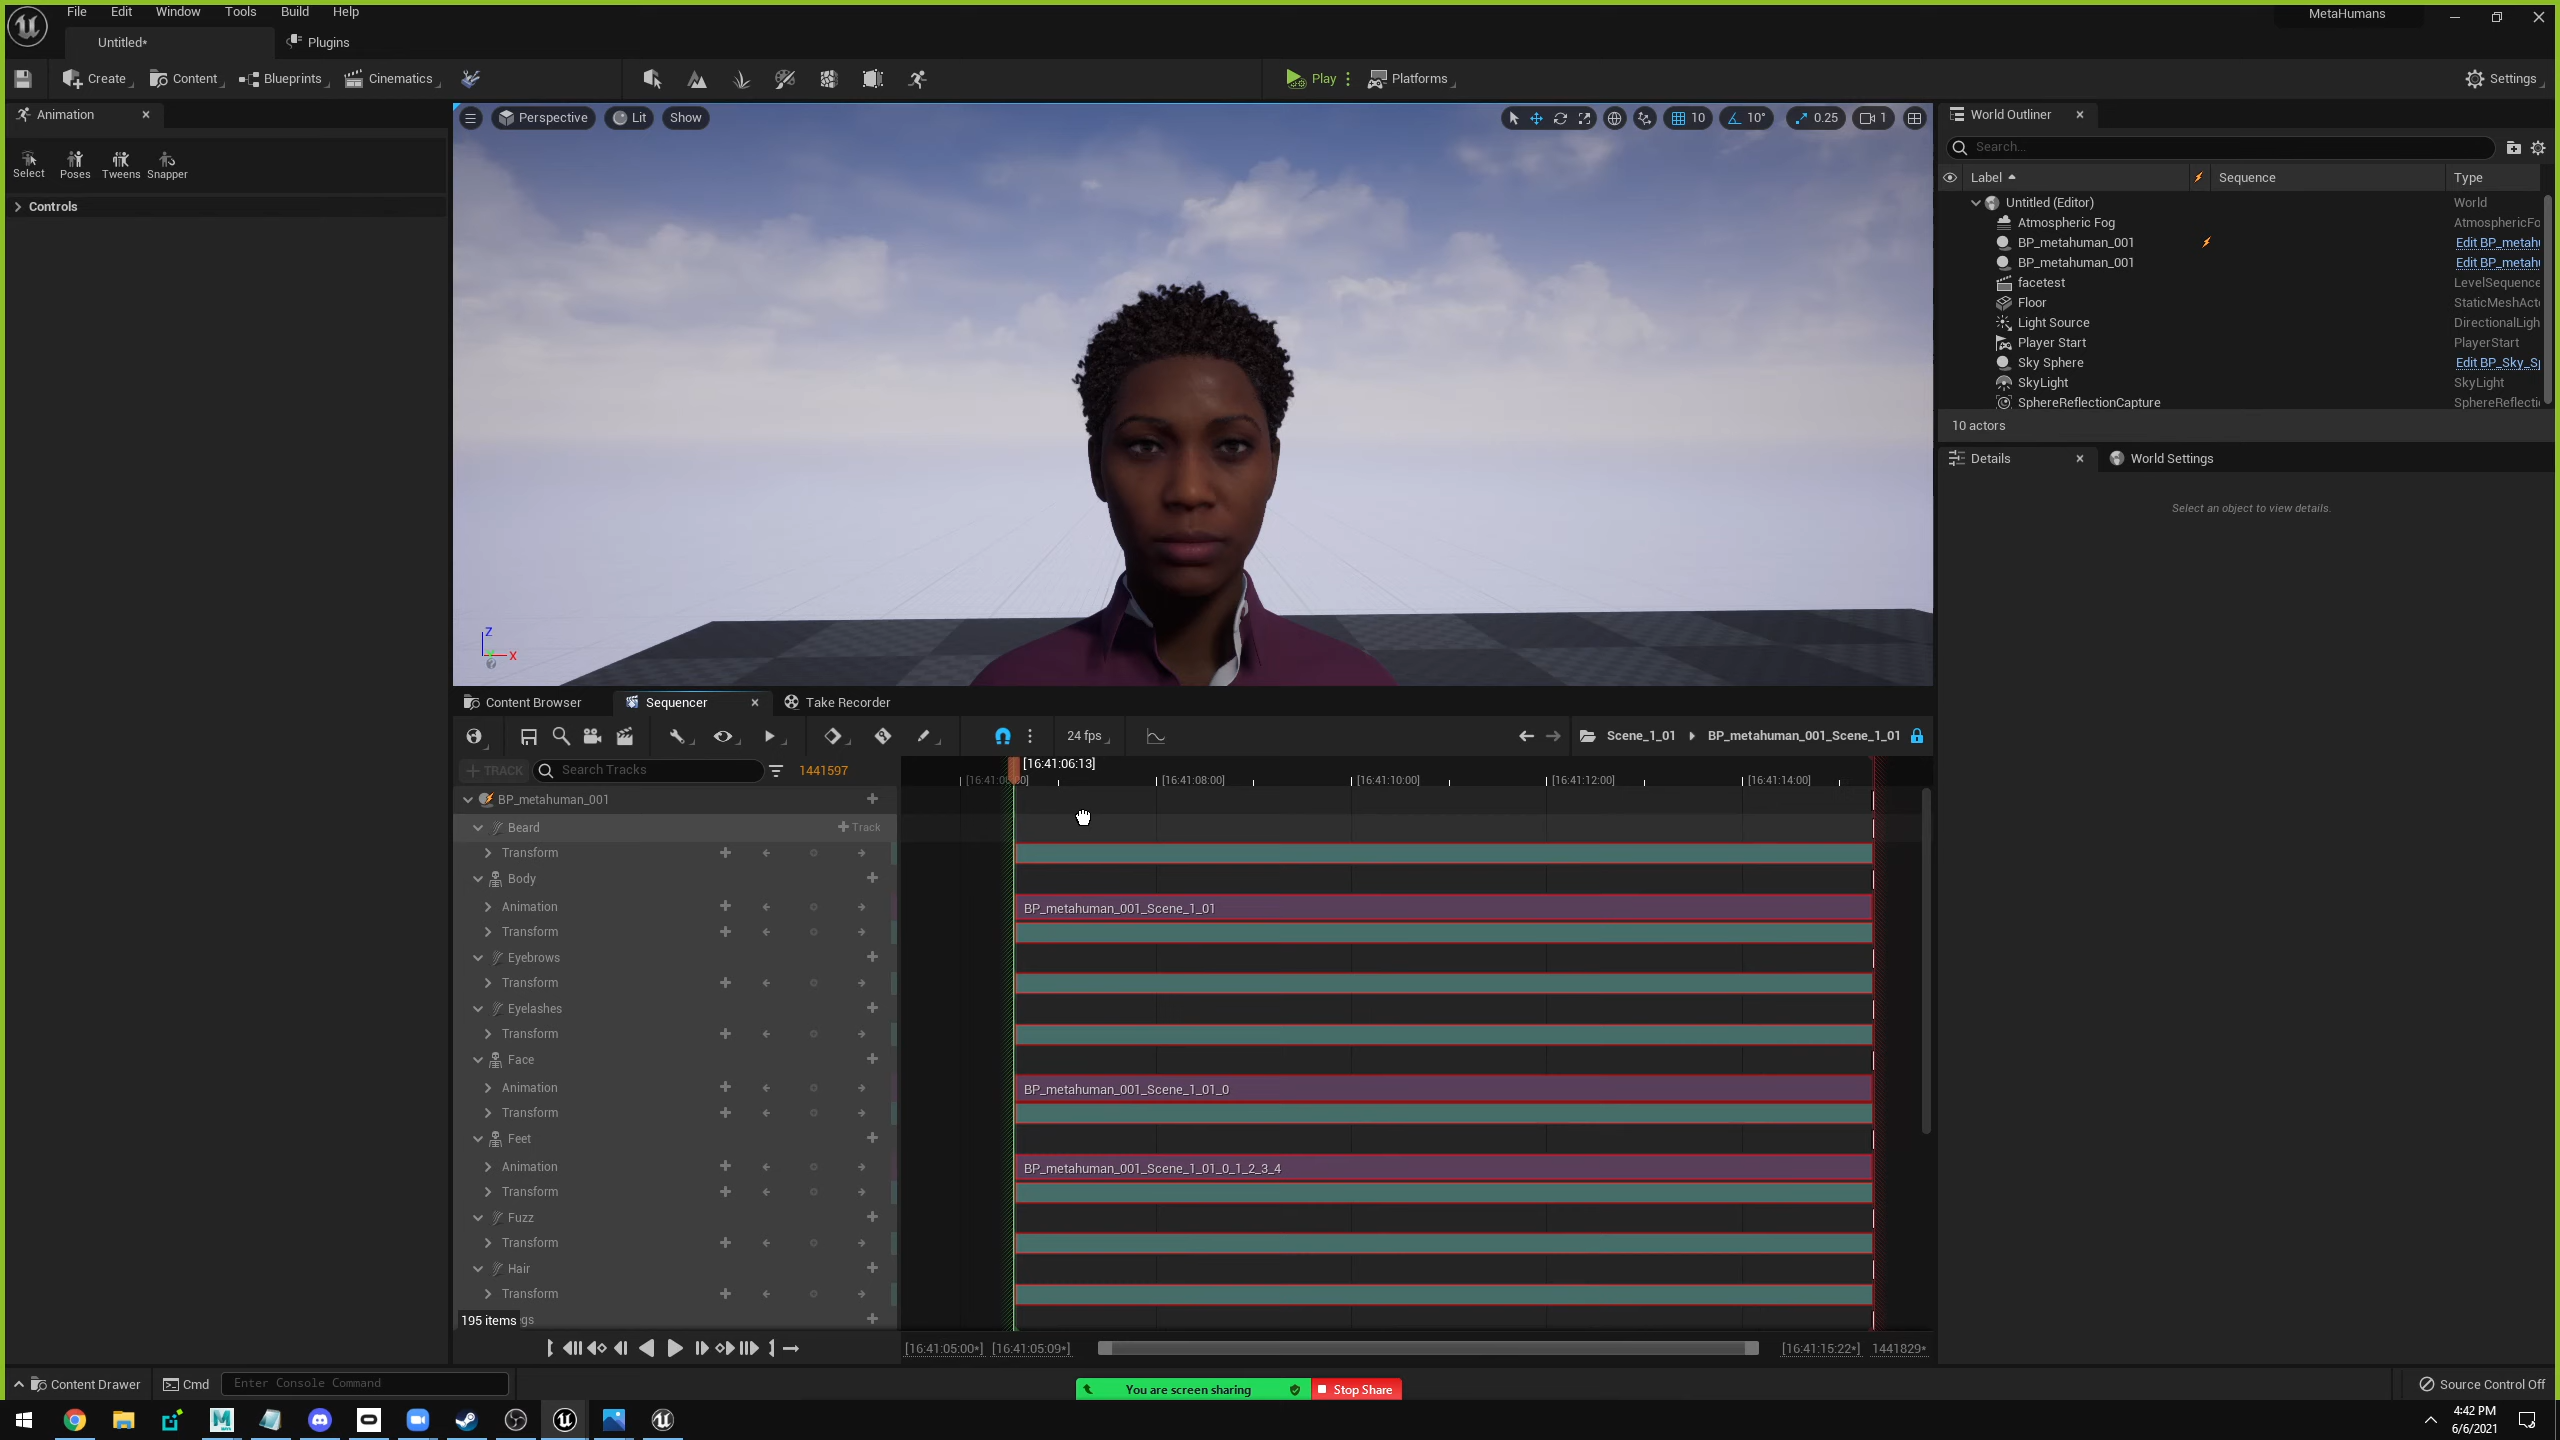 File Edit Window Tools Build Help
MetaHumans
Untitled*
Plugins
Create
Content
Blueprints
Cinematics
Play
Platforms
Settings
Animation
Select
Poses
Tweens
Snapper
Controls
Perspective
Lit
Show
10
10°
0.25
1
World Outliner
Search...
Label
Sequence
Type
Untitled (Editor)
World
Atmospheric Fog
AtmosphericFo
BP_metahuman_001
Edit BP_metah
BP_metahuman_001
Edit BP_metah
facetest
LevelSequence
Floor
StaticMeshAct
Light Source
DirectionalLigh
Player Start
PlayerStart
Sky Sphere
Edit BP_Sky_S
SkyLight
SkyLight
SphereReflectionCapture
SphereReflecti
10 actors
Details
World Settings
Select an object to view details.
Content Browser
Sequencer
Take Recorder
24 fps
Scene_1_01
BP_metahuman_001_Scene_1_01
TRACK
Search Tracks
1441597
[16:41:06:13]
[16:41:08:00]
[16:41:10:00]
[16:41:12:00]
[16:41:14:00]
BP_metahuman_001
Beard
Track
Transform
Body
Animation
BP_metahuman_001_Scene_1_01
Transform
Eyebrows
Transform
Eyelashes
Transform
Face
Animation
BP_metahuman_001_Scene_1_01_0
Transform
Feet
Animation
BP_metahuman_001_Scene_1_01_0_1_2_3_4
Transform
Fuzz
Transform
Hair
Transform
195 items
gs
[16:41:05:00*]
[16:41:05:09*]
[16:41:15:22*]
1441829*
Content Drawer
Cmd
Enter Console Command
You are screen sharing
Stop Share
Source Control Off
4:42 PM
6/6/2021